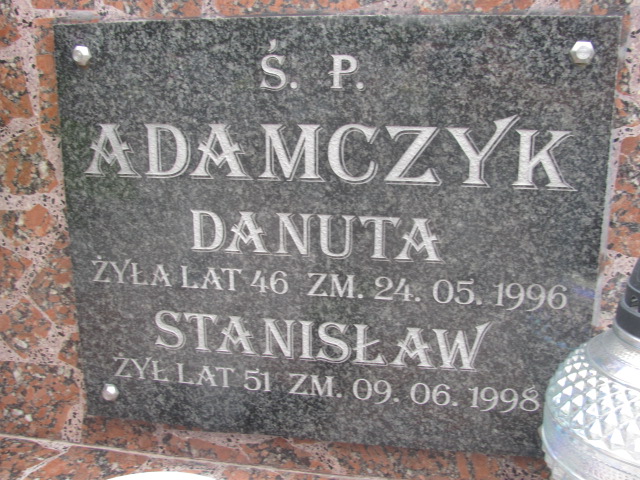 Ś. P.
ADAMCZYK
DANUTA
ŻYŁA LAT 46 ZM. 24. 05. 1996
STANISŁAW
ŻYŁ LAT 51 ZM. 09. 06. 1998